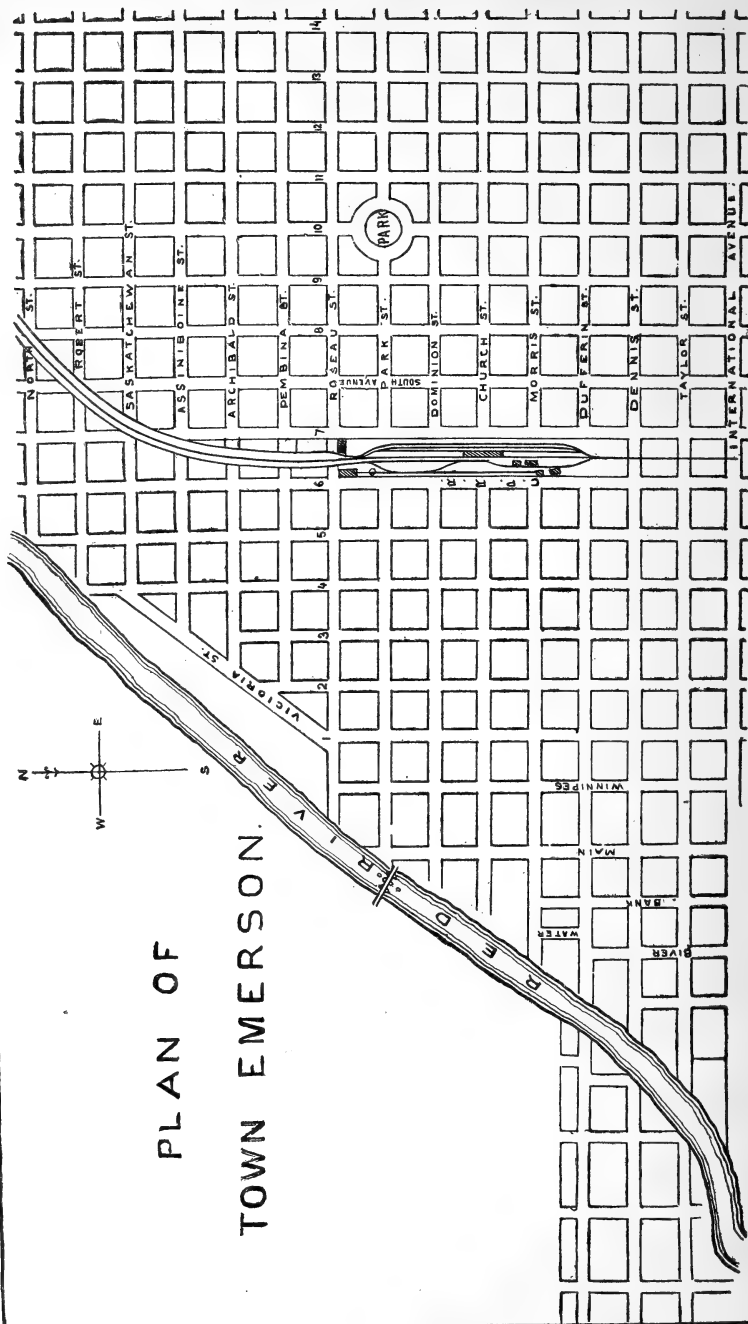 PLAN OF
TOWN EMERSON.
N
E
S
W
RED
RIVER
VICTORIA ST.
NORTH ST.
ROBERT ST.
SASKATCHEWAN ST.
ASSINIBOINE ST.
ARCHIBALD ST.
PEMBINA ST.
ROSEAU ST.
PARK ST.
DOMINION ST.
CHURCH ST.
MORRIS ST.
DUFFERIN ST.
DENNIS ST.
TAYLOR ST.
INTERNATIONAL AVENUE.
SOUTH AVENUE
PARK
1
2
3
4
5
6
7
8
9
10
11
12
13
14
WINNIPEG
MAIN
BANK
WATER
RIVER